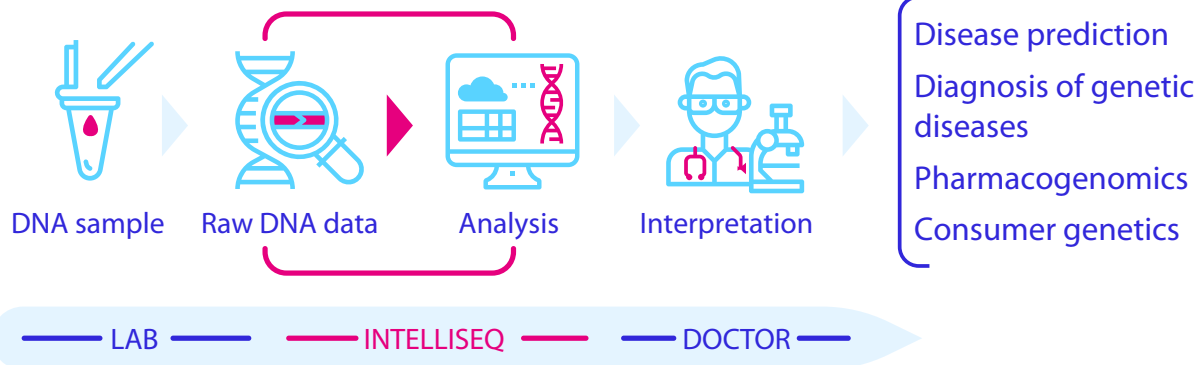 DNA sample
Raw DNA data
Analysis
Interpretation
Disease prediction
Diagnosis of genetic
diseases
Pharmacogenomics
Consumer genetics
LAB
INTELLISEQ
DOCTOR